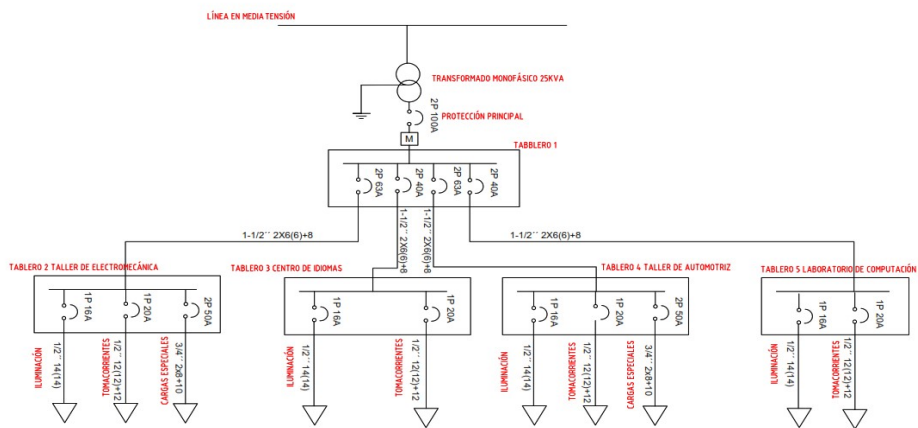 LÍNEA EN MEDIA TENSIÓN
TRANSFORMADO MONOFÁSICO 25KVA
2P 100A
PROTECCIÓN PRINCIPAL
M
TABBLERO 1
2P 63A
2P 40A
2P 63A
2P 40A
1-1/2´´ 2X6(6)+8
1-1/2´´ 2X6(6)+8
1-1/2´´ 2X6(6)+8
1-1/2´´ 2X6(6)+8
TABLERO 2 TALLER DE ELECTROMECÁNICA
1P 16A
1P 20A
2P 50A
ILUMINACIÓN
1/2´´ 14(14)
TOMACORRIENTES
1/2´´ 12(12)+12
CARGAS ESPECIALES
3/4´´ 2x8+10
TABLERO 3 CENTRO DE IDIOMAS
1P 16A
1P 20A
ILUMINACIÓN
1/2´´ 14(14)
TOMACORRIENTES
1/2´´ 12(12)+12
TABLERO 4 TALLER DE AUTOMOTRIZ
1P 16A
1P 20A
2P 50A
ILUMINACIÓN
1/2´´ 14(14)
TOMACORRIENTES
1/2´´ 12(12)+12
CARGAS ESPECIALES
3/4´´ 2x8+10
TABLERO 5 LABORATORIO DE COMPUTACIÓN
1P 16A
1P 20A
ILUMINACIÓN
1/2´´ 14(14)
TOMACORRIENTES
1/2´´ 12(12)+12